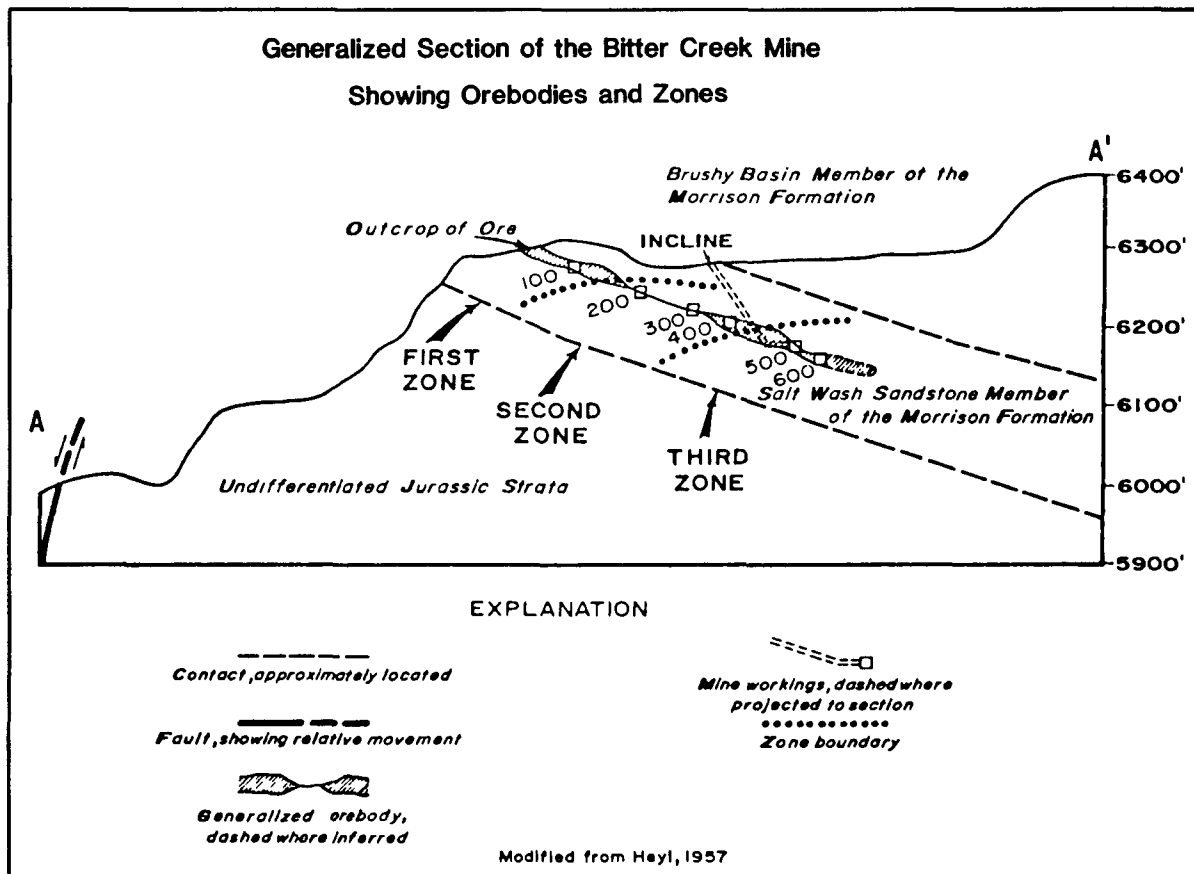 Generalized Section of the Bitter Creek Mine
Showing Orebodies and Zones
A'
6400'
Brushy Basin Member of the
Morrison Formation
Outcrop of Ore
INCLINE
6300'
100
200
300
400
6200'
500
600
FIRST
ZONE
SECOND
ZONE
THIRD
ZONE
Salt Wash Sandstone Member
of the Morrison Formation
6100'
A
Undifferentiated Jurassic Strata
6000'
5900'
EXPLANATION
Contact, approximately located
Fault, showing relative movement
Generalized orebody,
dashed where inferred
Mine workings, dashed where
projected to section
Zone boundary
Modified from Heyl, 1957